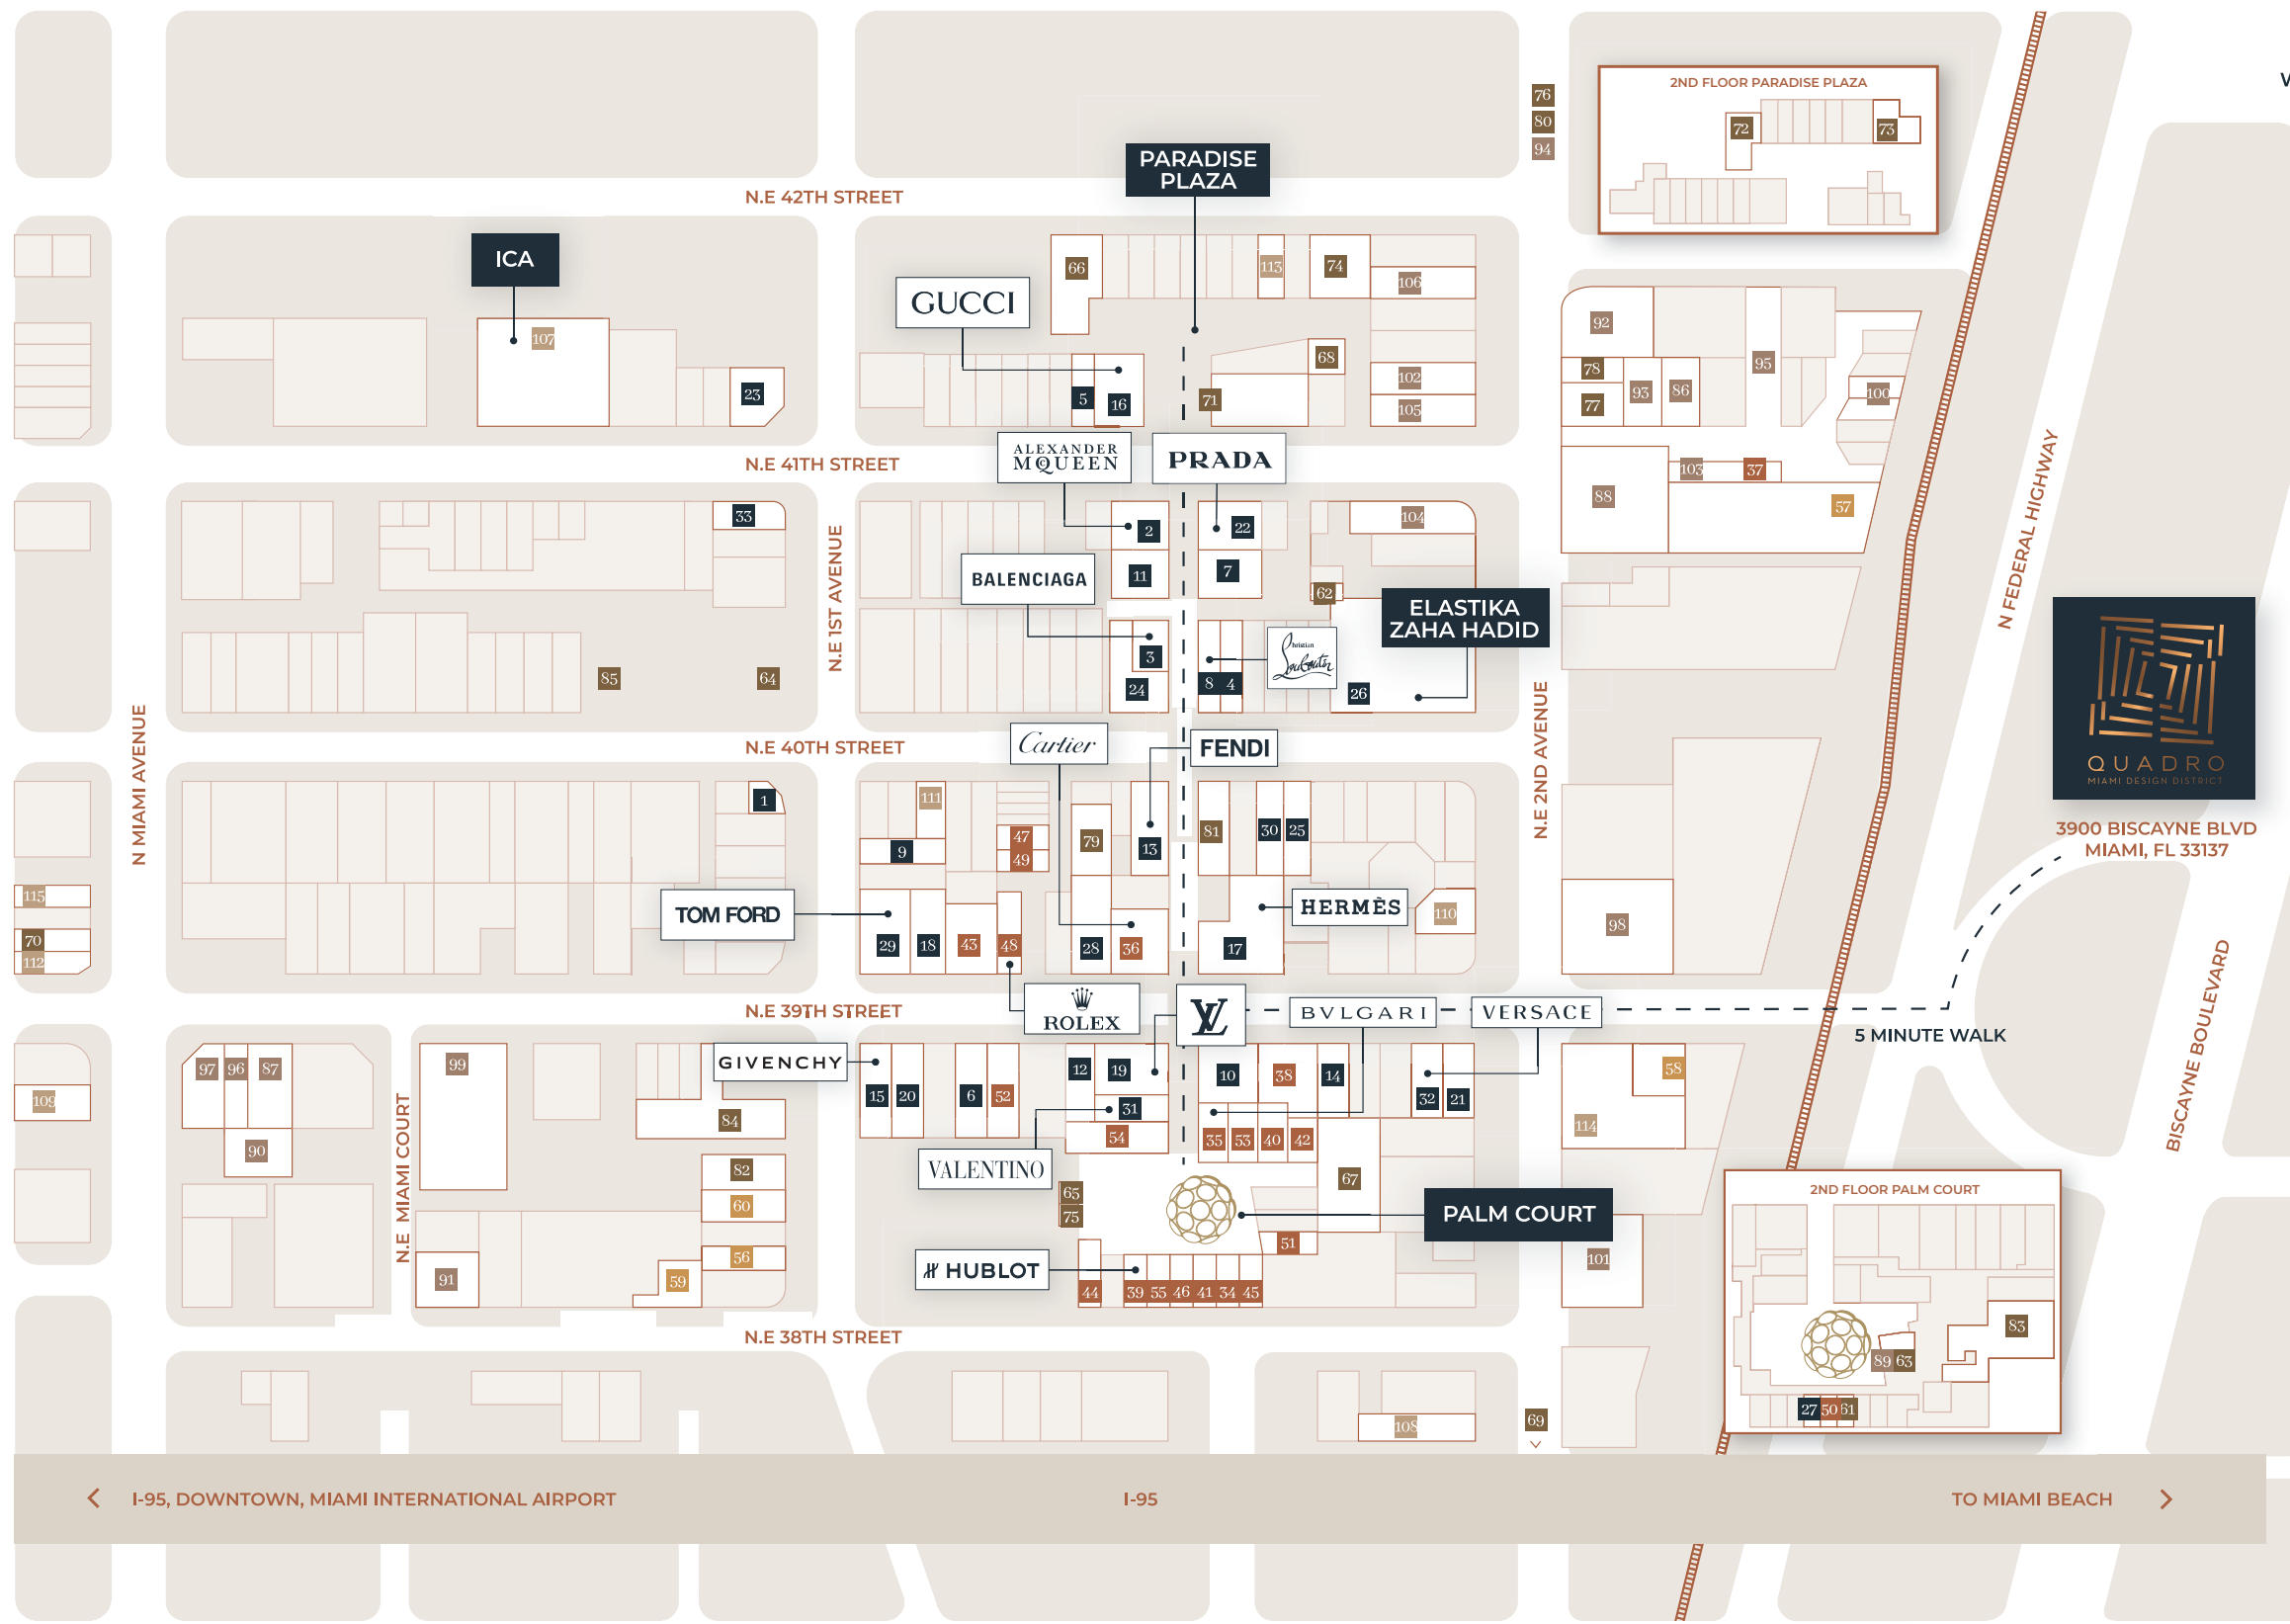 2ND FLOOR PARADISE PLAZA
72
73
76
80
94
PARADISE
PLAZA
N.E 42TH STREET
ICA
107
23
GUCCI
66
113
74
106
68
102
105
5
16
71
92
78
77
93
86
95
100
ALEXANDER
McQUEEN
PRADA
N.E 41TH STREET
103
37
88
57
33
2
22
104
11
7
BALENCIAGA
62
ELASTIKA
ZAHA HADID
N.E 1ST AVENUE
N FEDERAL HIGHWAY
3
24
8
4
Christian
Louboutin
26
85
64
N MIAMI AVENUE
N.E 2ND AVENUE
QUADRO
MIAMI DESIGN DISTRICT
3900 BISCAYNE BLVD
MIAMI, FL 33137
N.E 40TH STREET
Cartier
FENDI
1
111
9
47
49
79
13
81
30
25
115
70
112
TOM FORD
HERMÈS
110
29
18
43
48
28
36
17
98
BISCAYNE BOULEVARD
N.E 39TH STREET
ROLEX
LV
BVLGARI
VERSACE
5 MINUTE WALK
97
96
87
90
99
109
N.E MIAMI COURT
GIVENCHY
15
20
6
52
12
19
31
54
10
38
14
32
21
58
114
84
35
53
40
42
VALENTINO
82
60
56
59
91
65
75
67
PALM COURT
51
101
HUBLOT
44
39
55
46
41
34
45
2ND FLOOR PALM COURT
83
89
63
27
50
61
N.E 38TH STREET
108
69
I-95, DOWNTOWN, MIAMI INTERNATIONAL AIRPORT
I-95
TO MIAMI BEACH